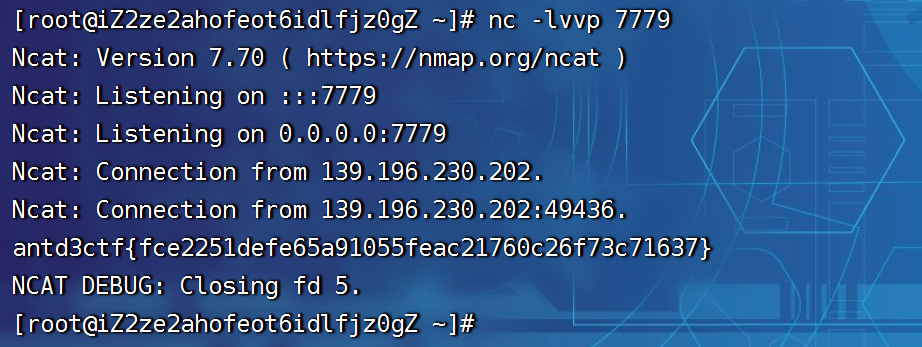 [root@iZ2ze2ahofeot6idlfjz0gZ ~]# nc -lvvp 7779
Ncat: Version 7.70 ( https://nmap.org/ncat )
Ncat: Listening on :::7779
Ncat: Listening on 0.0.0.0:7779
Ncat: Connection from 139.196.230.202.
Ncat: Connection from 139.196.230.202:49436.
antd3ctf{fce2251defe65a91055feac21760c26f73c71637}
NCAT DEBUG: Closing fd 5.
[root@iZ2ze2ahofeot6idlfjz0gZ ~]#